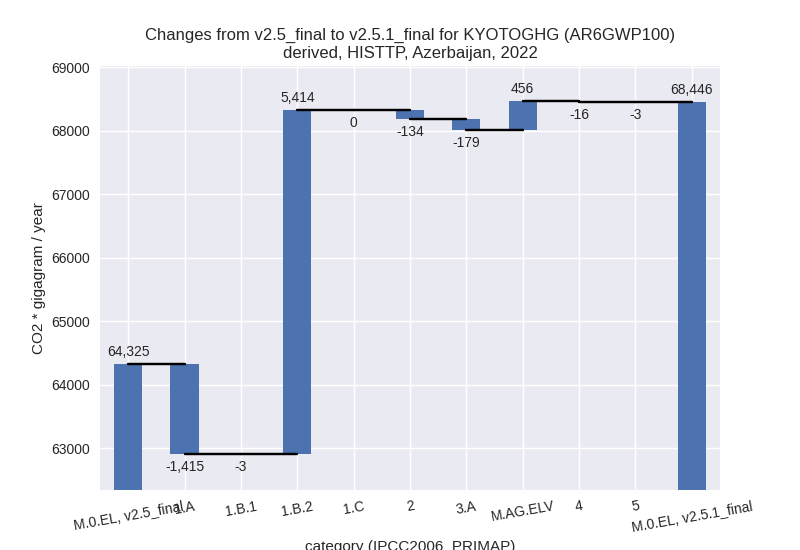 Changes from v2.5_final to v2.5.1_final for KYOTOGHG (AR6GWP100)
derived, HISTTP, Azerbaijan, 2022
CO2 * gigagram / year
69000
68000
67000
66000
65000
64000
63000
64,325
-1,415
-3
5,414
0
-134
-179
456
-16
-3
68,446
M.0.EL, v2.5_final
1.A
1.B.1
1.B.2
1.C
2
3.A
M.AG.ELV
4
5
M.0.EL, v2.5.1_final
category (IPCC2006_PRIMAP)